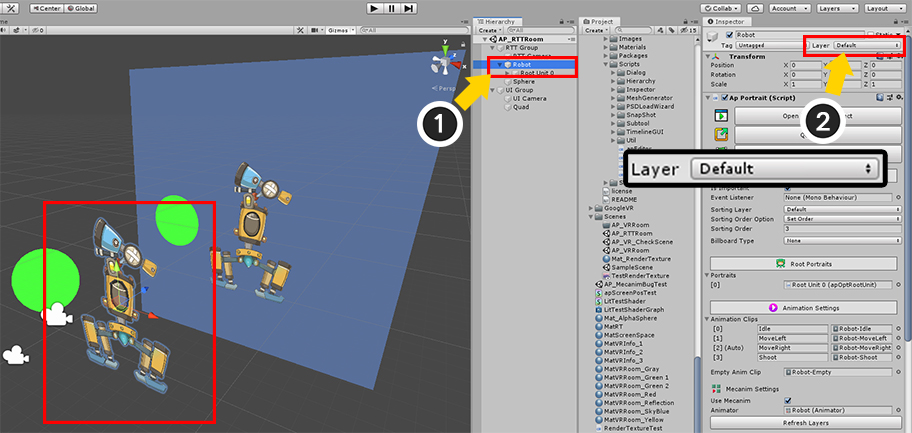 Center
Global
Collab
Account
Layers
Layout
Gizmos
All
y
x
Persp
Hierarchy
All
AP_RTTRoom
RTT Group
Robot
Root Unit 0
Sphere
UI Group
UI Camera
Quad
1
Project
Images
Materials
Packages
Scripts
Dialog
Hierarchy
Inspector
MeshGenerator
PSDLoadWizard
SnapShot
Subtool
TimelineGUI
Util
license
README
GoogleVR
Scenes
AP_VRRoom
AP_RTTRoom
AP_VR_CheckScene
AP_VRRoom
Mat_RenderTexture
SampleScene
TestRenderTexture
AP_MecanimBugTest
apScreenPosTest
LitTestShader
LitTestShaderGraph
Mat_AlphaSphere
MatRT
MatScreenSpace
MatVRInfo_1
MatVRInfo_2
MatVRInfo_3
MatVRRoom_Gray
MatVRRoom_Green 1
MatVRRoom_Green 2
MatVRRoom_Red
MatVRRoom_Reflection
MatVRRoom_SkyBlue
MatVRRoom_Yellow
RenderTextureTest
Inspector
Robot
Static
Tag Untagged
Layer Default
Transform
Position X 0 Y Z 0
Rotation X 0 Z 0
Scale X 1 Z 1
2
Ap Portrait (Script)
Layer Default
Is Important
Event Listener None (Mono Behaviour)
Sorting Layer Default
Sorting Order Option Set Order
Sorting Order 3
Billboard Type None
Root Portraits
Portraits
[0] Root Unit 0 (apOptRootUnit)
Animation Settings
Animation Clips
[0] Idle Robot-Idle
[1] MoveLeft Robot-MoveLeft
[2] (Auto) MoveRight Robot-MoveRight
[3] Shoot Robot-Shoot
Empty Anim Clip Robot-Empty
Mecanim Settings
Use Mecanim
Animator Robot (Animator)
Refresh Layers